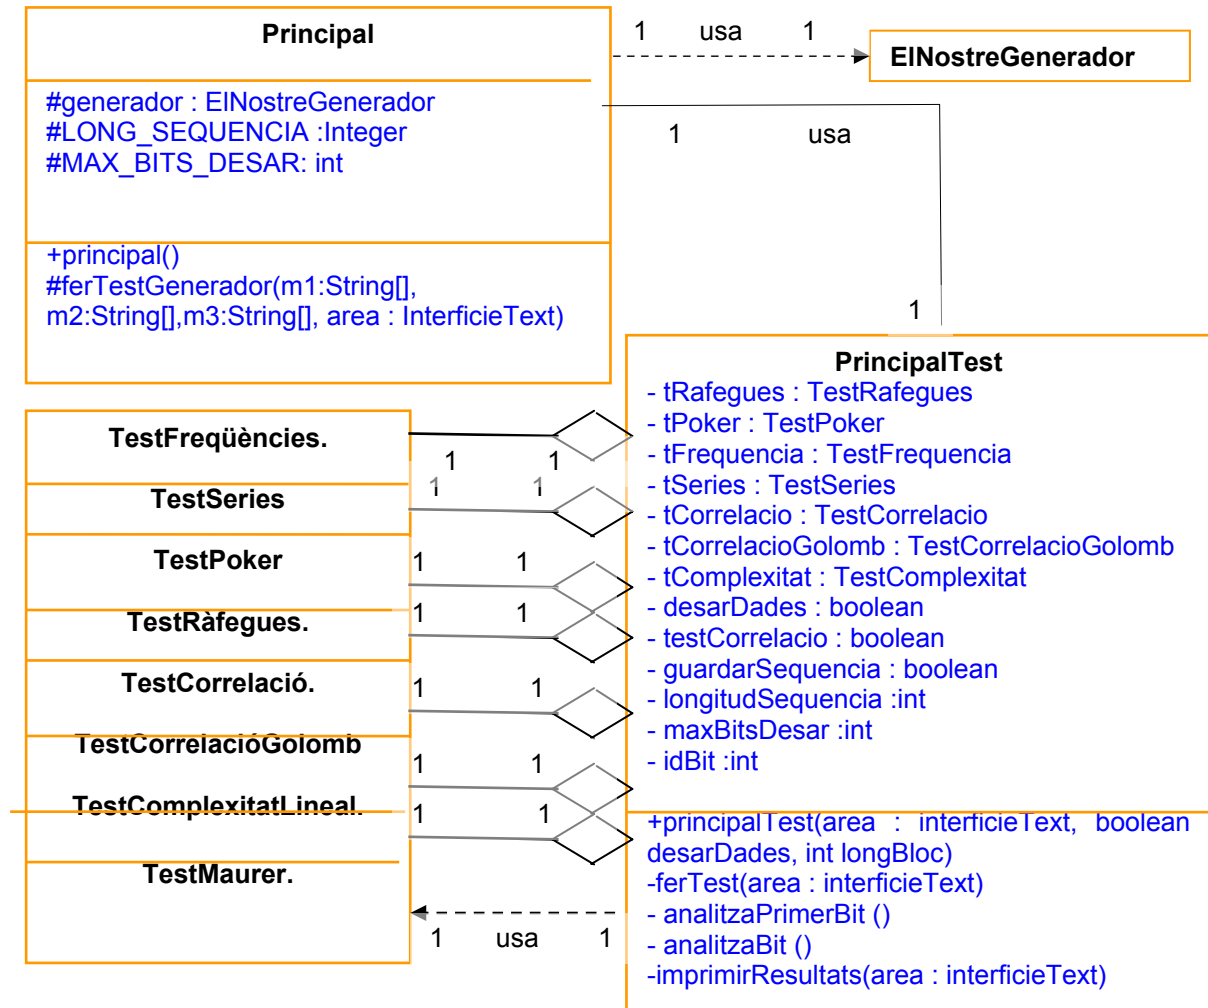 Principal
1 usa 1
ElNostreGenerador
#generador : ElNostreGenerador
#LONG_SEQUENCIA :Integer
#MAX_BITS_DESAR: int
1 usa
+principal()
#ferTestGenerador(m1:String[],
m2:String[],m3:String[], area : InterficieText)
1
PrincipalTest
- tRafegues : TestRafegues
- tPoker : TestPoker
- tFrequencia : TestFrequencia
- tSeries : TestSeries
- tCorrelacio : TestCorrelacio
- tCorrelacioGolomb : TestCorrelacioGolomb
- tComplexitat : TestComplexitat
- desarDades : boolean
- testCorrelacio : boolean
- guardarSequencia : boolean
- longitudSequencia :int
- maxBitsDesar :int
- idBit :int
+principalTest(area : interficieText, boolean
desarDades, int longBloc)
-ferTest(area : interficieText)
- analitzaPrimerBit ()
- analitzaBit ()
-imprimirResultats(area : interficieText)
TestFreqüències.
1 1
TestSeries
1 1
TestPoker
1 1
TestRàfegues.
1 1
TestCorrelació.
1 1
TestCorrelacióGolomb
1 1
TestComplexitatLineal.
1 1
TestMaurer.
1 usa 1